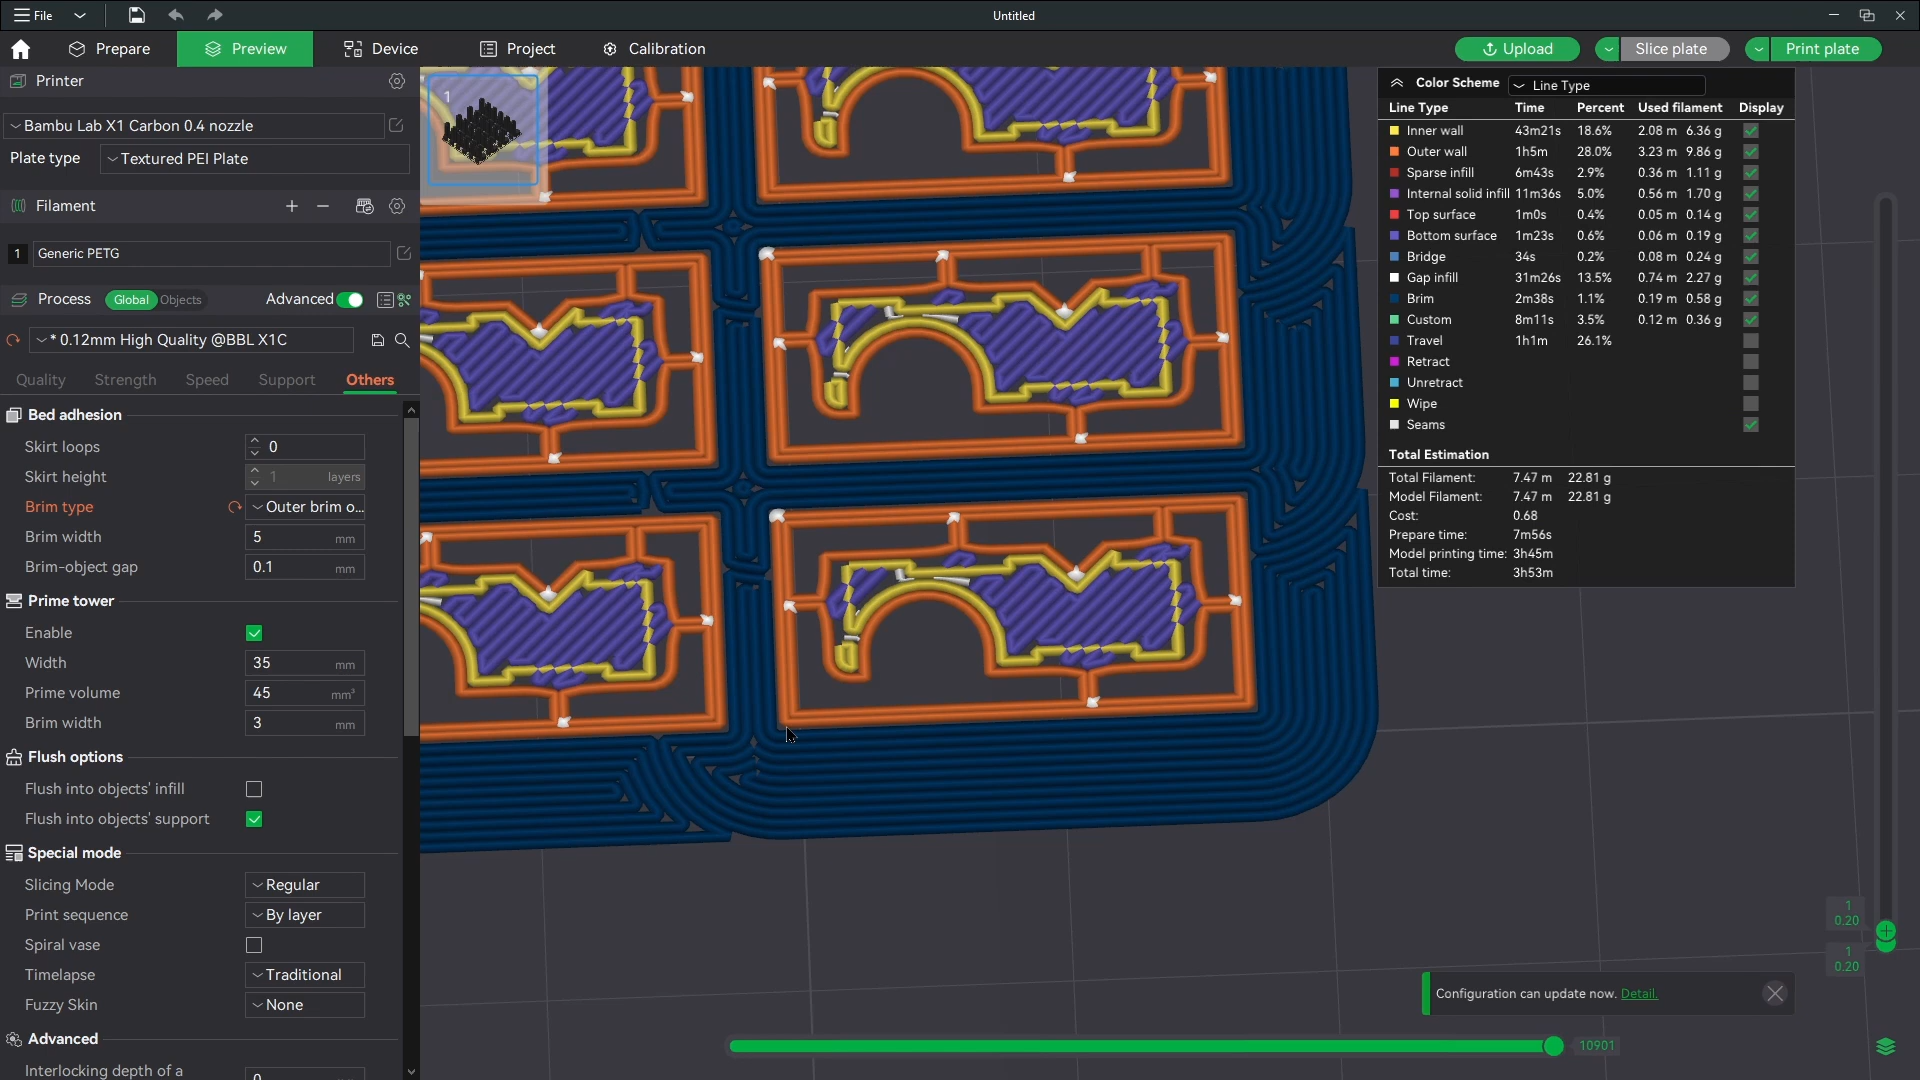 File
Untitled
Prepare
Preview
Device
Project
Calibration
Upload
Slice plate
Print plate
Printer
Bambu Lab X1 Carbon 0.4 nozzle
Plate type
Textured PEI Plate
Filament
1 Generic PETG
Process Global Objects Advanced
* 0.12mm High Quality @BBL X1C
Quality Strength Speed Support Others
Bed adhesion
Skirt loops 0
Skirt height 1 layers
Brim type Outer brim o...
Brim width 5 mm
Brim-object gap 0.1 mm
Prime tower
Enable
Width 35 mm
Prime volume 45 mm³
Brim width 3 mm
Flush options
Flush into objects' infill
Flush into objects' support
Special mode
Slicing Mode Regular
Print sequence By layer
Spiral vase
Timelapse Traditional
Fuzzy Skin None
Advanced
Interlocking depth of a
0
1
Color Scheme Line Type
Line Type Time Percent Used filament Display
Inner wall 43m21s 18.6% 2.08 m 6.36 g
Outer wall 1h5m 28.0% 3.23 m 9.86 g
Sparse infill 6m43s 2.9% 0.36 m 1.11 g
Internal solid infill 11m36s 5.0% 0.56 m 1.70 g
Top surface 1m0s 0.4% 0.05 m 0.14 g
Bottom surface 1m23s 0.6% 0.06 m 0.19 g
Bridge 34s 0.2% 0.08 m 0.24 g
Gap infill 31m26s 13.5% 0.74 m 2.27 g
Brim 2m38s 1.1% 0.19 m 0.58 g
Custom 8m11s 3.5% 0.12 m 0.36 g
Travel 1h1m 26.1%
Retract
Unretract
Wipe
Seams
Total Estimation
Total Filament: 7.47 m 22.81 g
Model Filament: 7.47 m 22.81 g
Cost: 0.68
Prepare time: 7m56s
Model printing time: 3h45m
Total time: 3h53m
1
0.20
1
0.20
Configuration can update now. Detail.
10901